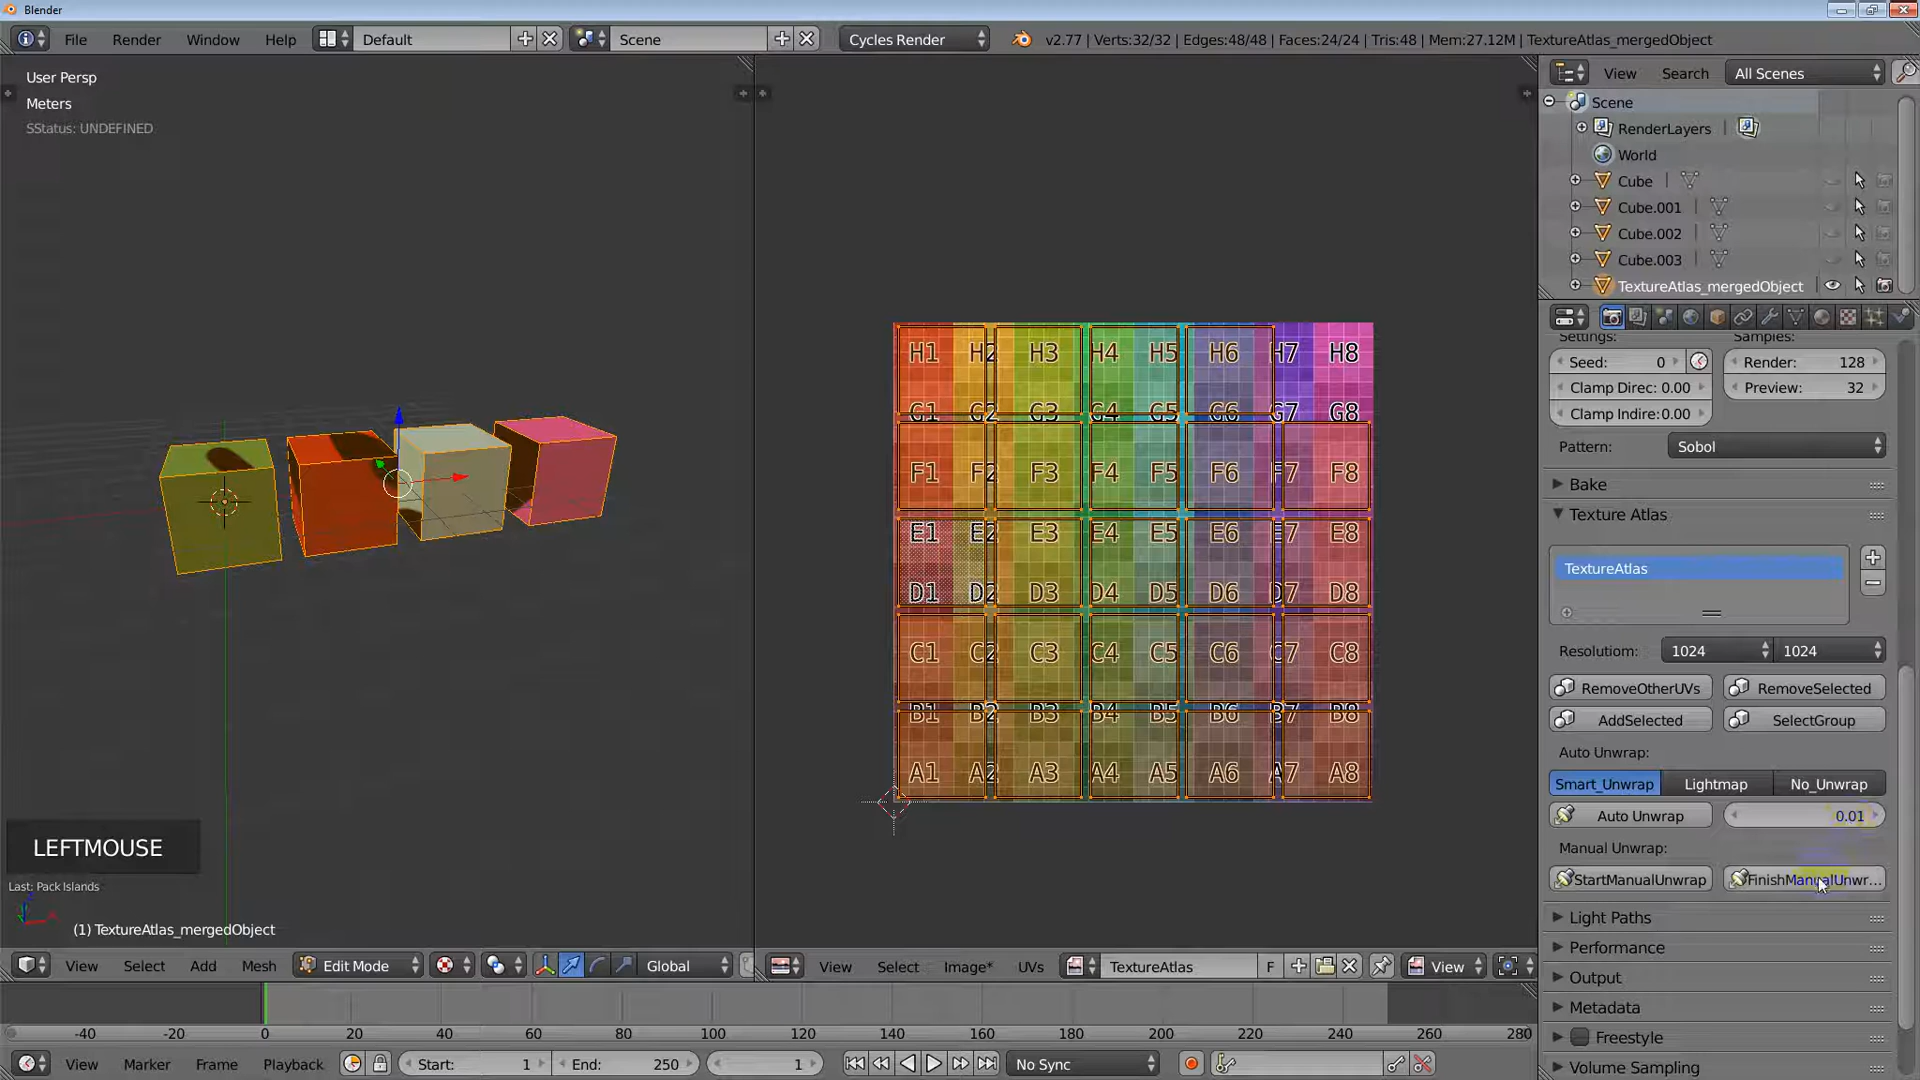 Blender
File Render Window Help Default Scene Cycles Render v2.77 | Verts:32/32 | Edges:48/48 | Faces:24/24 | Tris:48 | Mem:27.12M | TextureAtlas_mergedObject
User Persp
Meters
SStatus: UNDEFINED
LEFTMOUSE
Last: Pack Islands
(1) TextureAtlas_mergedObject
H1 H2 H3 H4 H5 H6 H7 H8
G1 G2 G3 G4 G5 G6 G7 G8
F1 F2 F3 F4 F5 F6 F7 F8
E1 E2 E3 E4 E5 E6 E7 E8
D1 D2 D3 D4 D5 D6 D7 D8
C1 C2 C3 C4 C5 C6 C7 C8
B1 B2 B3 B4 B5 B6 B7 B8
A1 A2 A3 A4 A5 A6 A7 A8
View Search All Scenes
Scene
RenderLayers |
World
Cube |
Cube.001 |
Cube.002 |
Cube.003 |
TextureAtlas_mergedObject
Settings: Samples:
Seed: 0 Render: 128
Clamp Direc: 0.00 Preview: 32
Clamp Indire:0.00
Pattern: Sobol
Bake
Texture Atlas
TextureAtlas
Resolutiom: 1024 1024
RemoveOtherUVs RemoveSelected
AddSelected SelectGroup
Auto Unwrap:
Smart_Unwrap Lightmap No_Unwrap
Auto Unwrap 0.01
Manual Unwrap:
StartManualUnwrap FinishManualUnwr...
Light Paths
Performance
Output
Metadata
Freestyle
Volume Sampling
View Select Add Mesh Edit Mode Global
View Select Image* UVs TextureAtlas F View
-40 -20 0 20 40 60 80 100 120 140 160 180 200 220 240 260 280
View Marker Frame Playback Start: 1 End: 250 1 No Sync